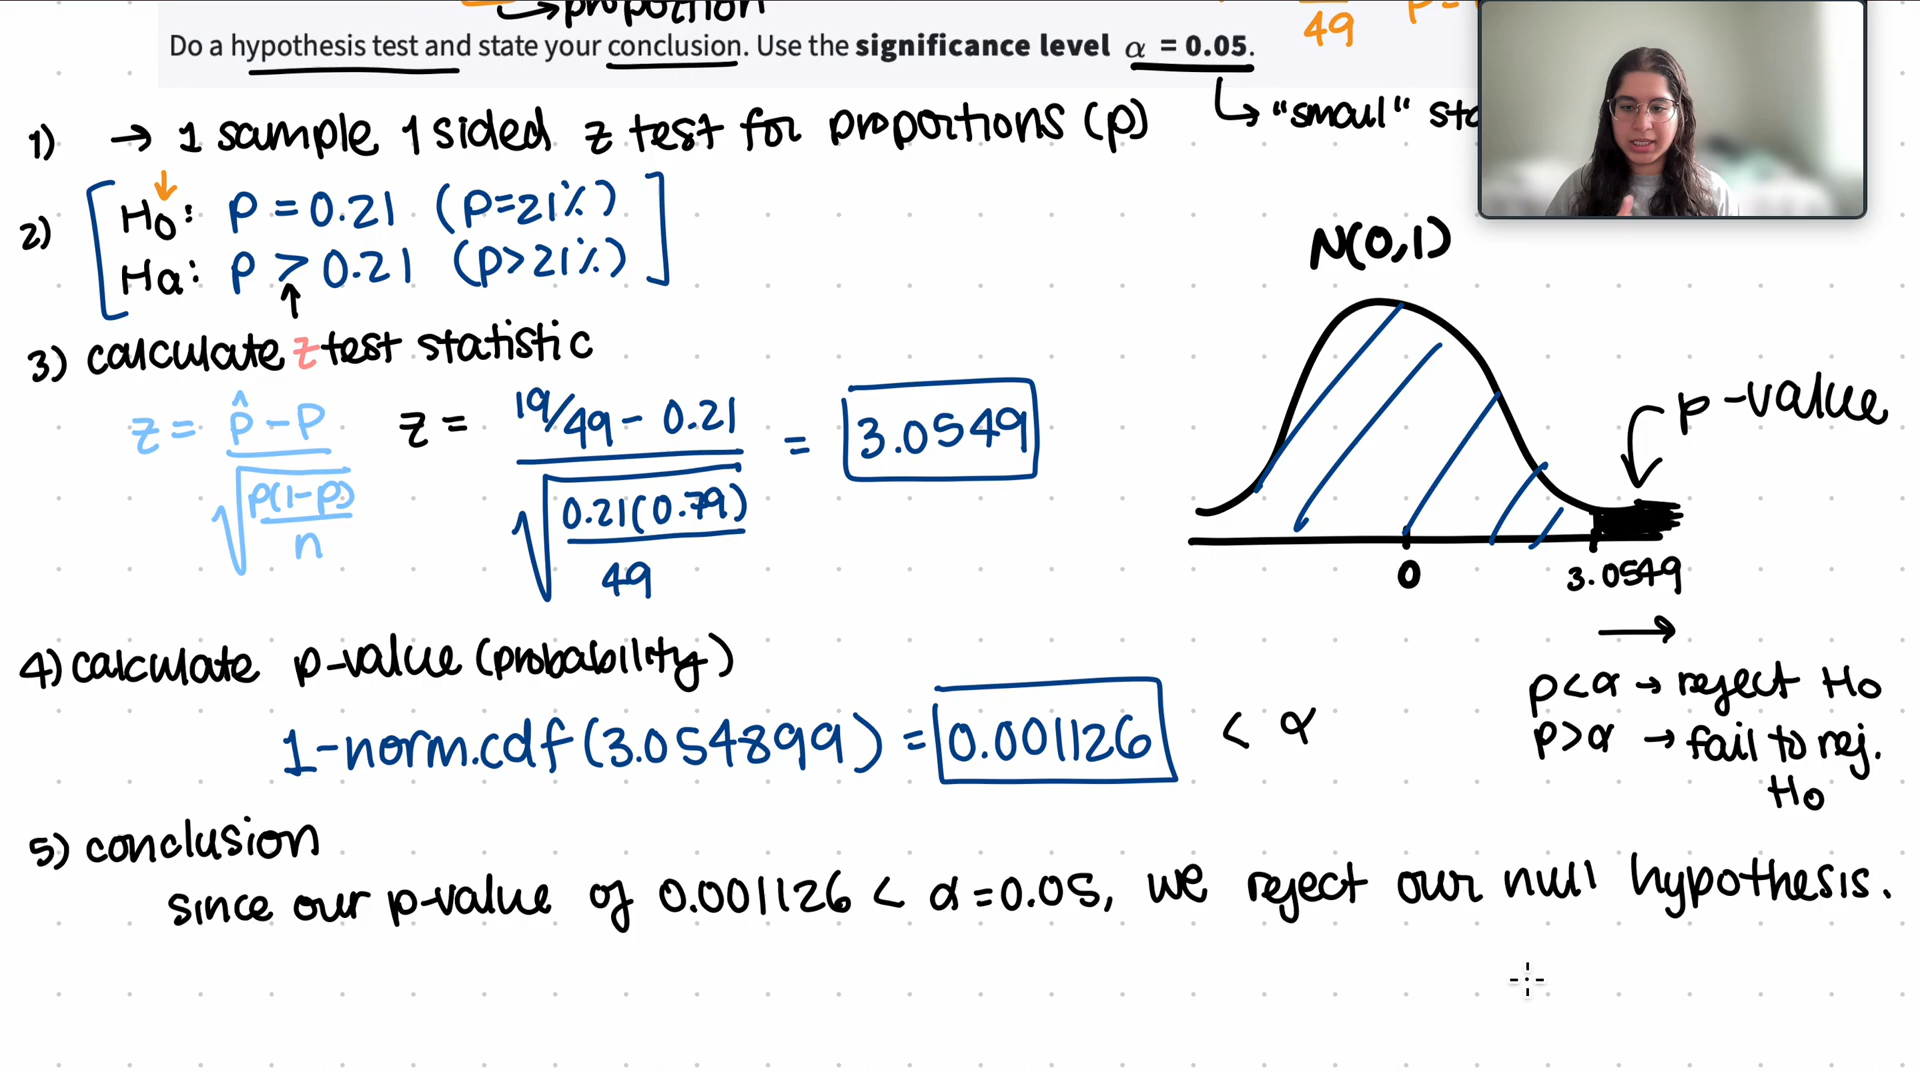 proportion
49
Do a hypothesis test and state your conclusion. Use the significance level α = 0.05.
↳ "small"
1) → 1 sample 1 sided z test for proportions (p)
2) Ho: p = 0.21 (p=21%)
Ha: p > 0.21 (p>21%)
3) calculate z test statistic
z = p̂ - p / √(p(1-p)/n)
z = 19/49 - 0.21 / √(0.21(0.79)/49) = 3.0549
N(0,1)
p-value
0
3.0549
4) calculate p-value (probability)
1-norm.cdf(3.054899) = 0.001126 < α
p<α → reject Ho
p>α → fail to rej.
Ho
5) conclusion
since our p-value of 0.001126 < α = 0.05, we reject our null hypothesis.